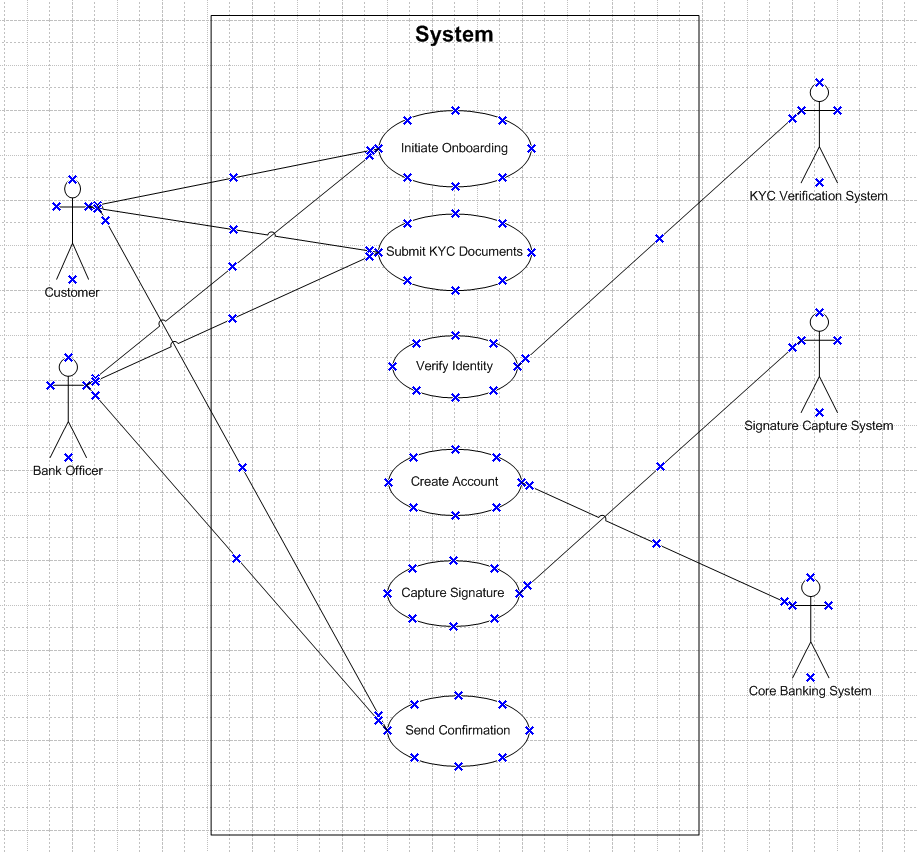 System
Initiate Onboarding
KYC Verification System
Submit KYC Documents
Customer
Verify Identity
Signature Capture System
Bank Officer
Create Account
Capture Signature
Core Banking System
Send Confirmation